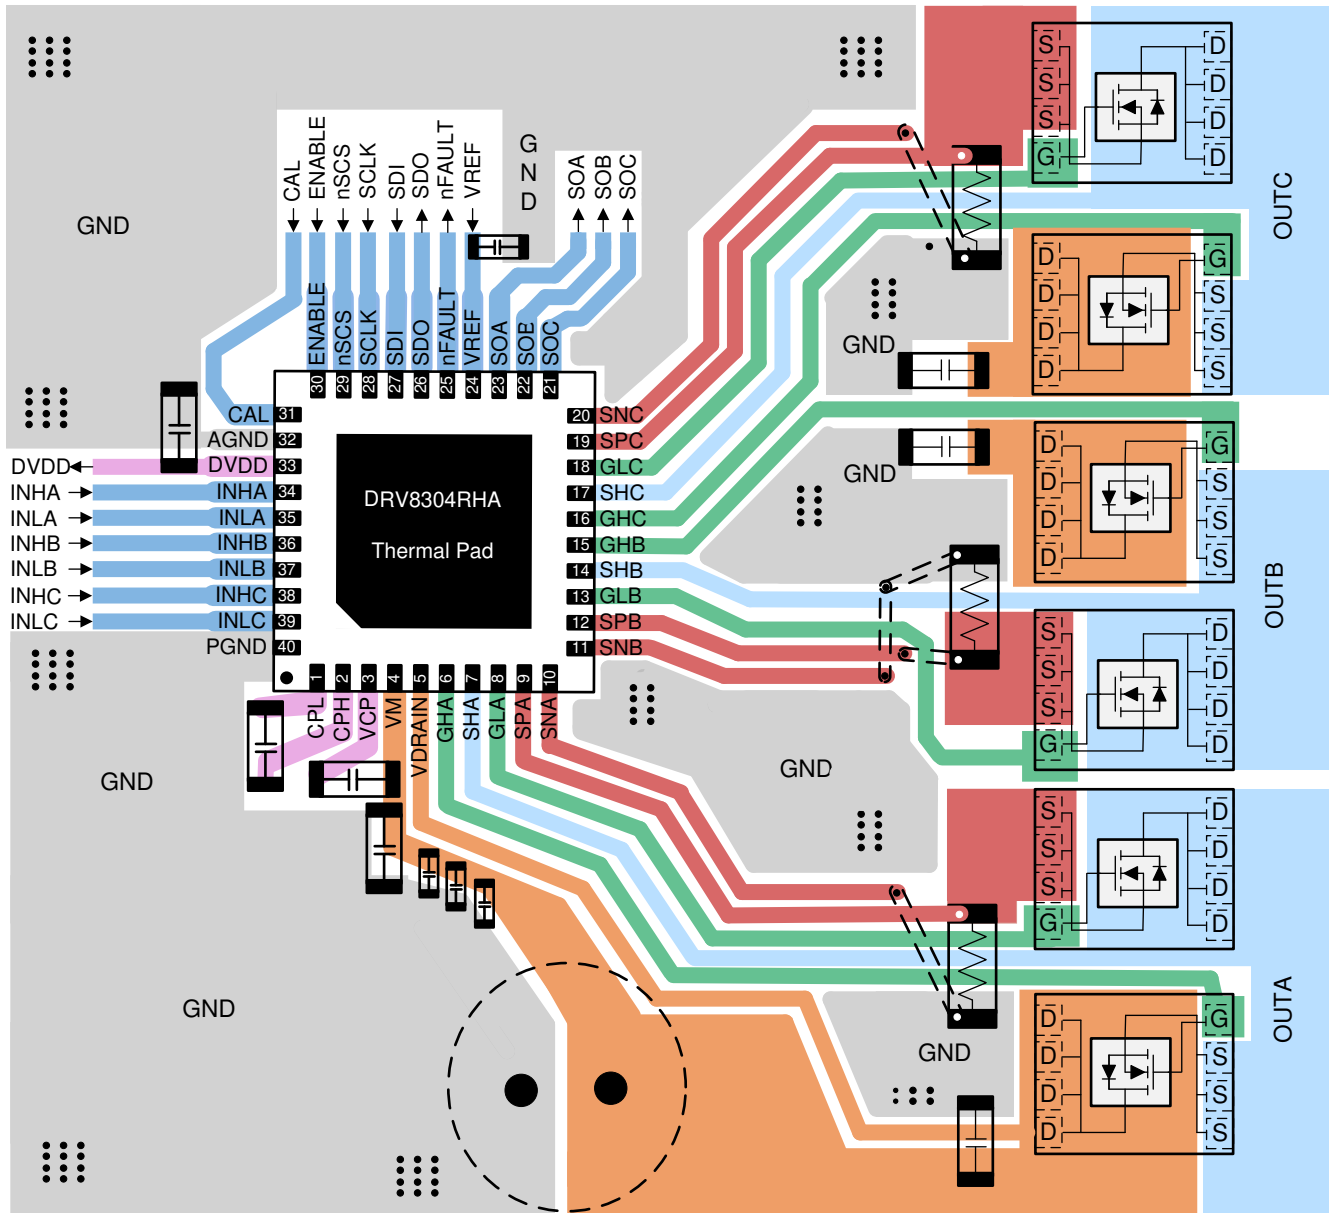 GND
CAL
ENABLE
nSCS
SCLK
SDI
SDO
nFAULT
VREF
GND
SOA
SOB
SOC
ENABLE
nSCS
SCLK
SDI
SDO
nFAULT
VREF
SOA
SOB
SOC
30 29 28 27 26 25 24 23 22 21
CAL 31
AGND 32
DVDD DVDD 33
INHA INHA 34
INLA INLA 35
INHB INHB 36
INLB INLB 37
INHC INHC 38
INLC INLC 39
PGND 40
DRV8304RHA
Thermal Pad
20 SNC
19 SPC
18 GLC
17 SHC
16 GHC
15 GHB
14 SHB
13 GLB
12 SPB
11 SNB
1 2 3 4 5 6 7 8 9 10
CPL
CPH
VCP
VM
VDRAIN
GHA
SHA
GLA
SPA
SNA
S D
S D
S D
G D
OUTC
D G
D S
D S
D S
GND
GND
D G
D S
D S
D S
OUTB
S D
S D
S D
G D
GND
GND
S D
S D
S D
G D
OUTA
D G
D S
D S
D S
GND
GND